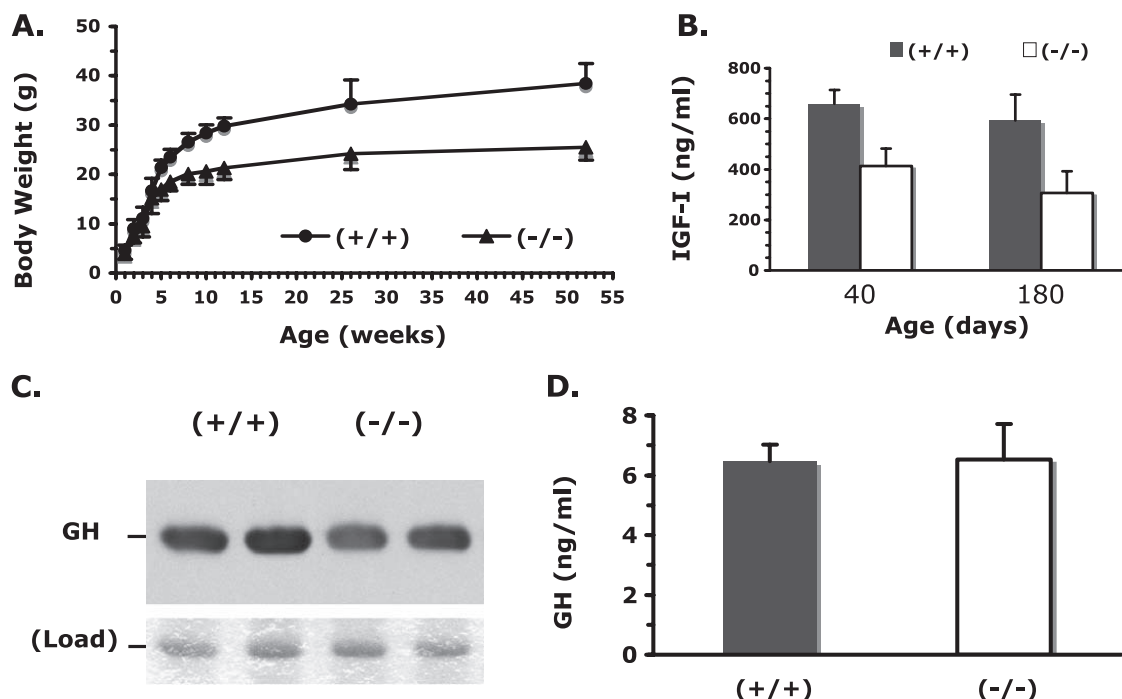 A.
Body Weight (g)
50
40
30
20
10
0
(+/+) (-/-)
0 5 10 15 20 25 30 35 40 45 50 55
Age (weeks)
B.
(+/+) (-/-)
IGF-I (ng/ml)
800
600
400
200
0
40 180
Age (days)
C.
(+/+) (-/-)
GH
(Load)
D.
GH (ng/ml)
8
6
4
2
0
(+/+) (-/-)